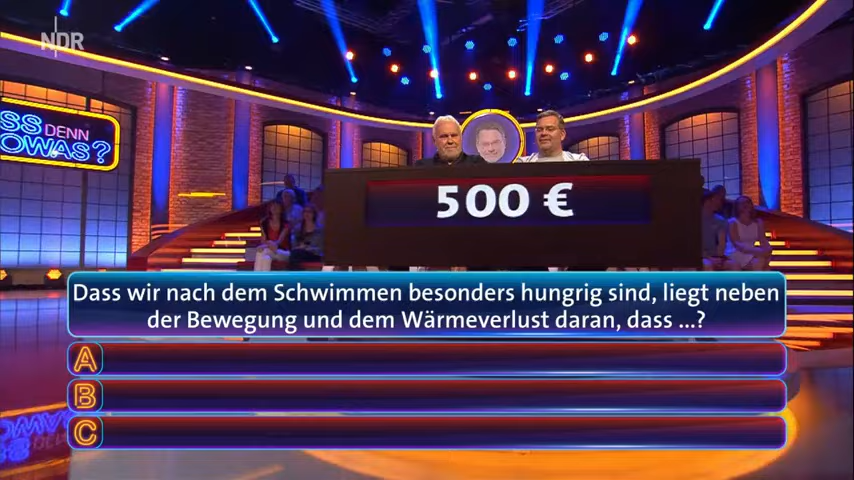 NDR
SS DENN
OWAS?
500 €
Dass wir nach dem Schwimmen besonders hungrig sind, liegt neben
der Bewegung und dem Wärmeverlust daran, dass ...?
A
B
C